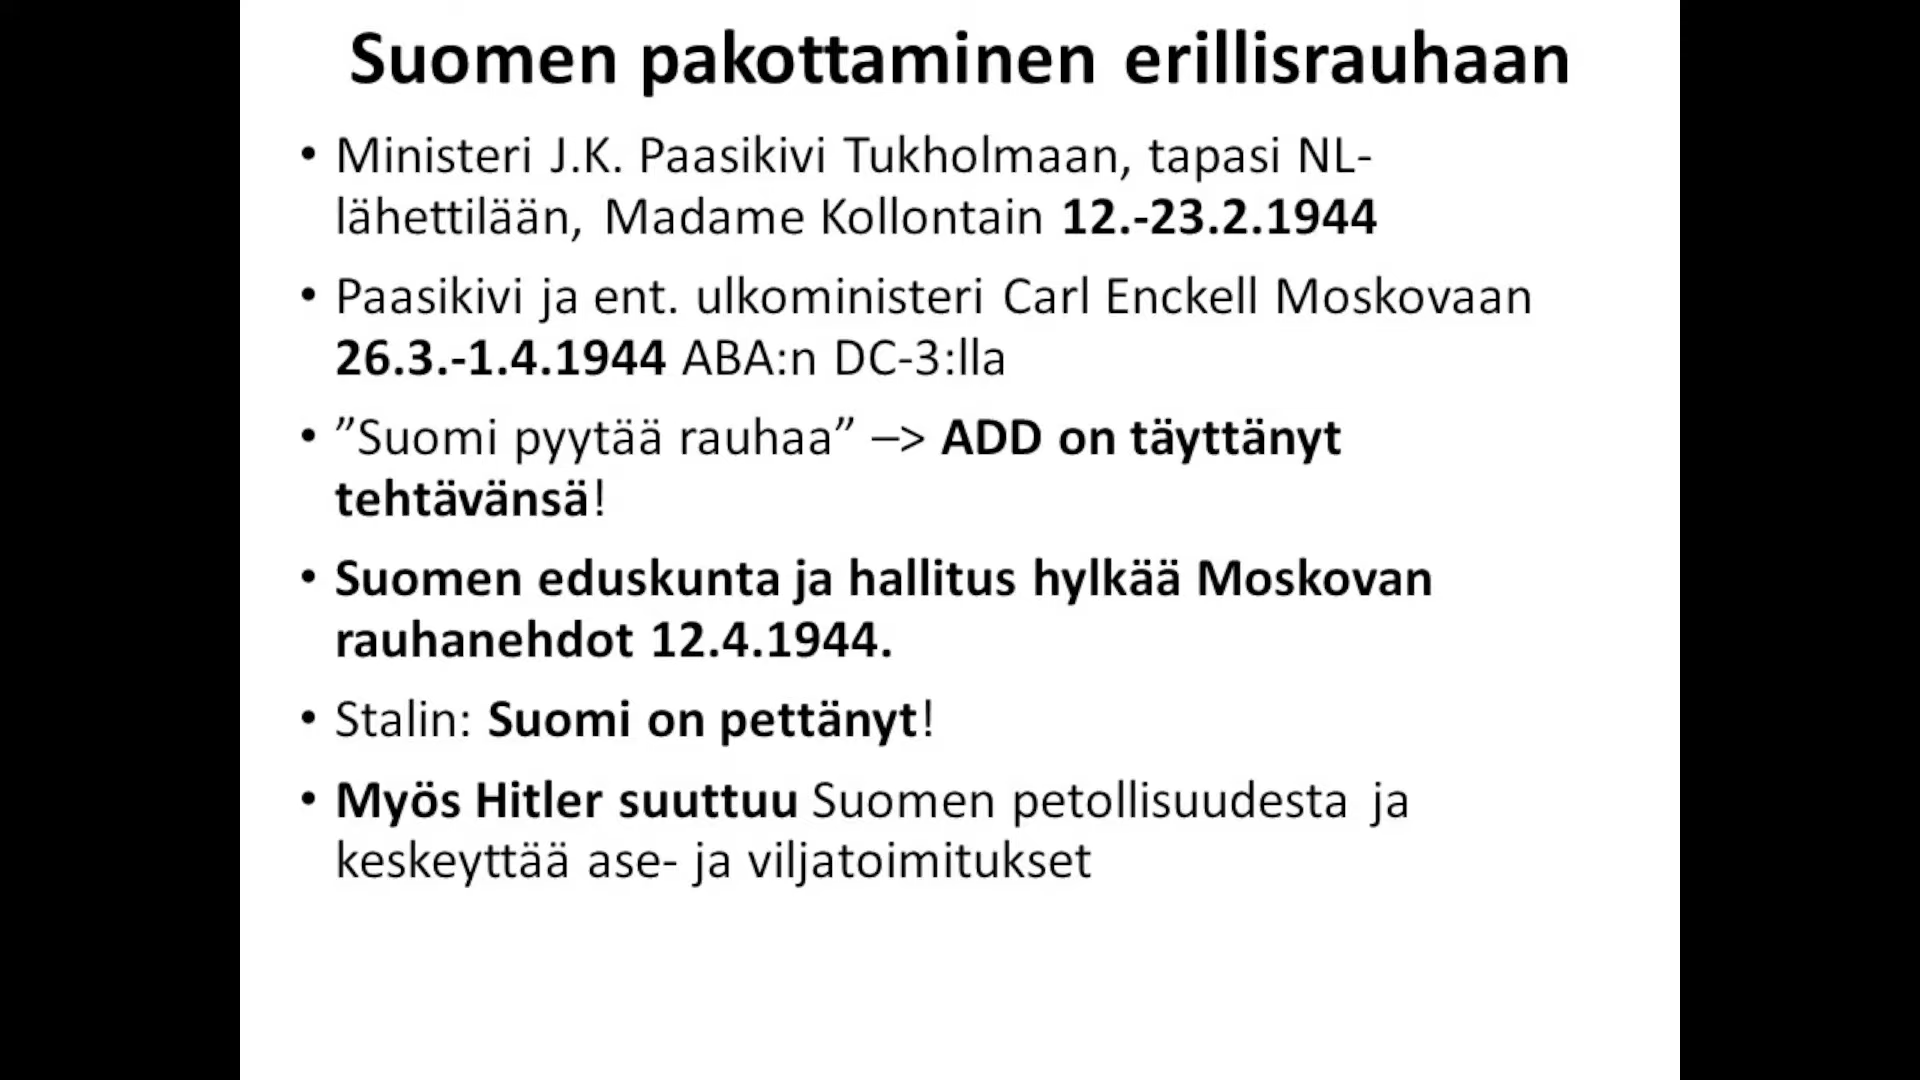 Suomen pakottaminen erillisrauhaan
• Ministeri J.K. Paasikivi Tukholmaan, tapasi NL-
lähettilään, Madame Kollontain 12.-23.2.1944
• Paasikivi ja ent. ulkoministeri Carl Enckell Moskovaan
26.3.-1.4.1944 ABA:n DC-3:lla
• ”Suomi pyytää rauhaa” –> ADD on täyttänyt
tehtävänsä!
• Suomen eduskunta ja hallitus hylkää Moskovan
rauhanehdot 12.4.1944.
• Stalin: Suomi on pettänyt!
• Myös Hitler suuttuu Suomen petollisuudesta ja
keskeyttää ase- ja viljatoimitukset